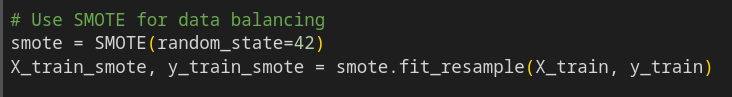 # Use SMOTE for data balancing
smote = SMOTE(random_state=42)
X_train_smote, y_train_smote = smote.fit_resample(X_train, y_train)